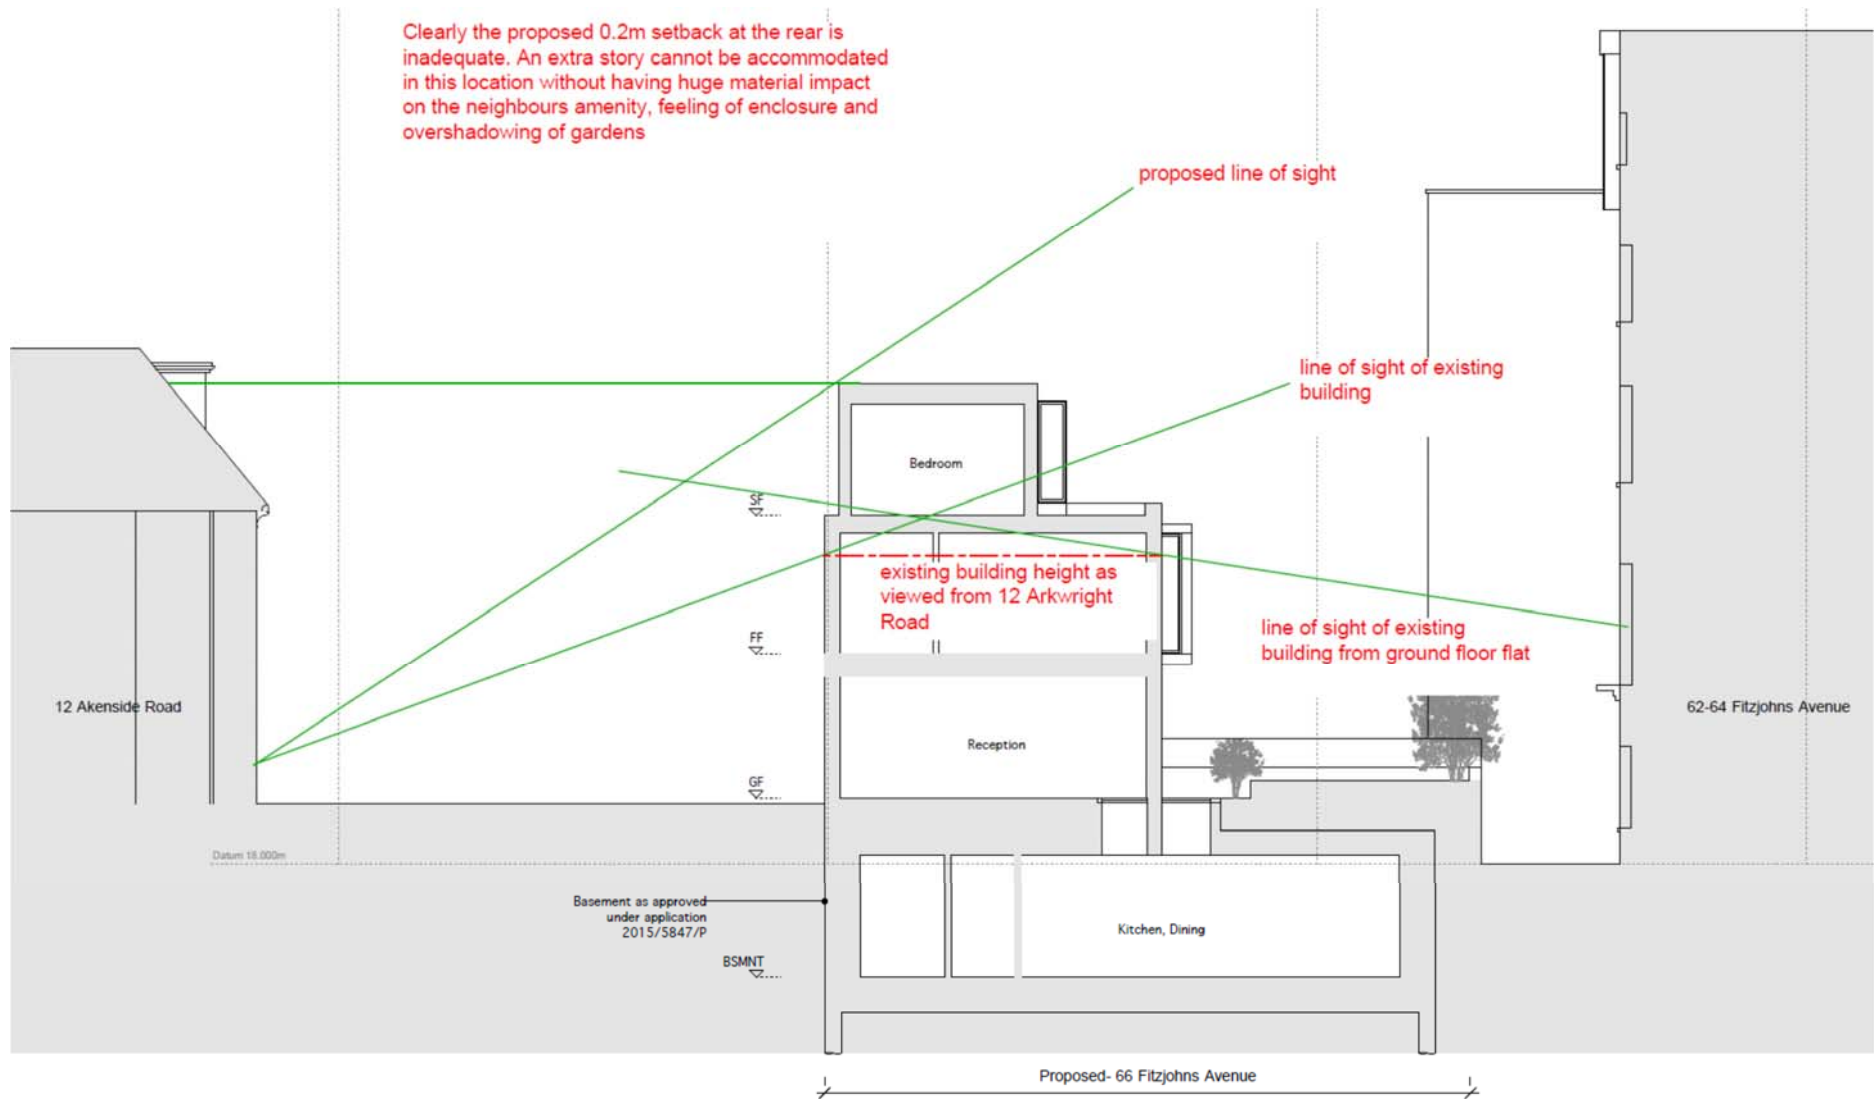 Clearly the proposed 0.2m setback at the rear is
inadequate. An extra story cannot be accommodated
in this location without having huge material impact
on the neighbours amenity, feeling of enclosure and
overshadowing of gardens
proposed line of sight
line of sight of existing
building
Bedroom
SF
existing building height as
viewed from 12 Arkwright
Road
FF
line of sight of existing
building from ground floor flat
12 Akenside Road
62-64 Fitzjohns Avenue
Reception
GF
Datum 18.000m
Basement as approved
under application
2015/5847/P
Kitchen, Dining
BSMNT
Proposed- 66 Fitzjohns Avenue